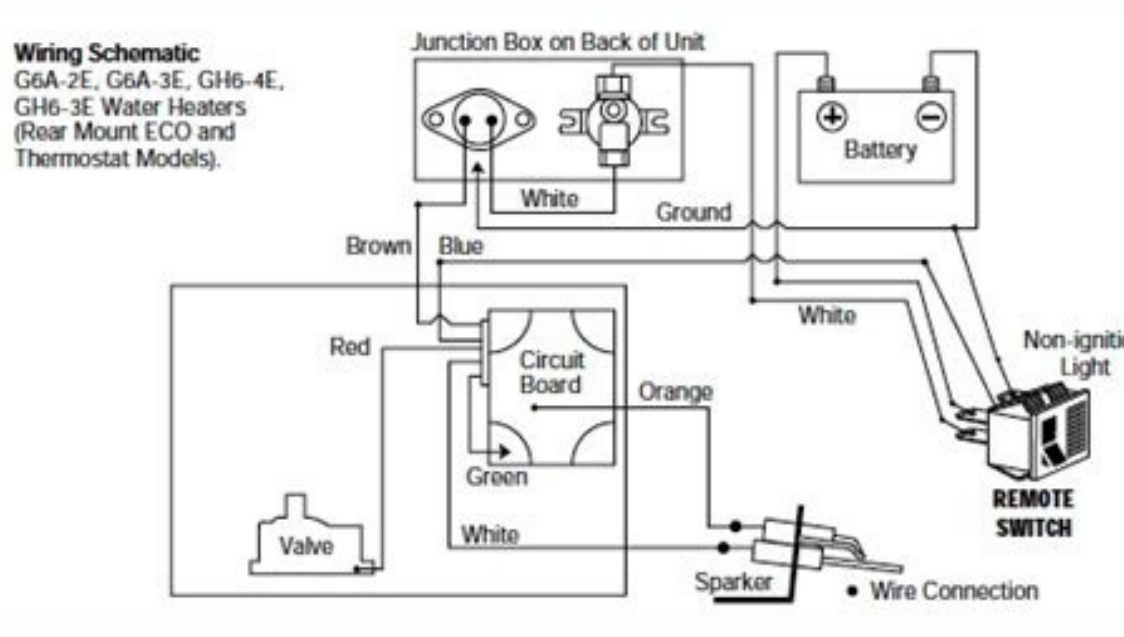 Wiring Schematic
G6A-2E, G6A-3E, GH6-4E,
GH6-3E Water Heaters
(Rear Mount ECO and
Thermostat Models).
Junction Box on Back of Unit
+
−
Battery
White
Ground
Brown
Blue
White
Red
Circuit
Board
Non-ignitio
Light
Orange
Green
REMOTE
SWITCH
White
Valve
Sparker
• Wire Connection